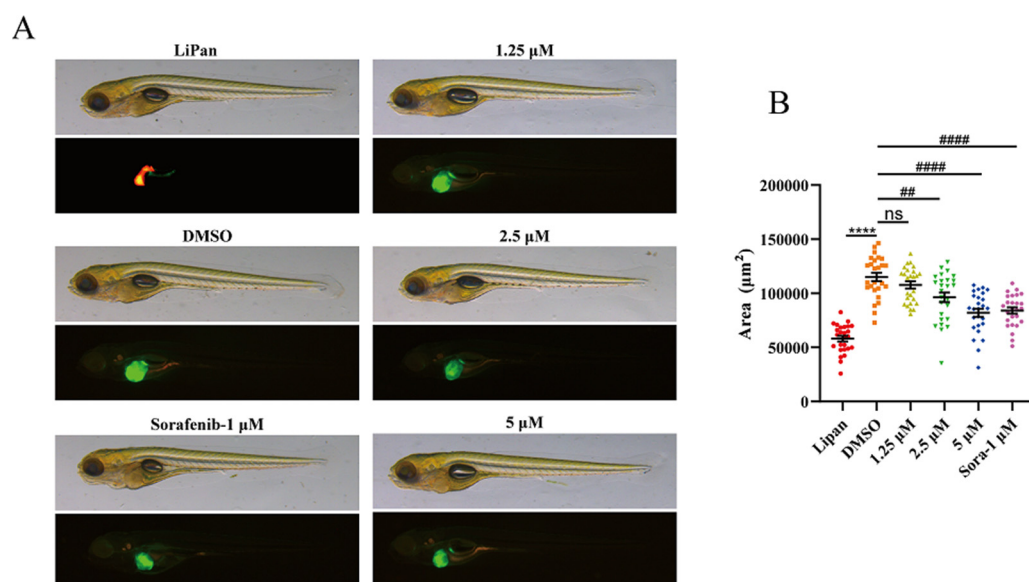 A
LiPan
1.25 μM
DMSO
2.5 μM
Sorafenib-1 μM
5 μM
B
####
####
##
ns
****
Area (μm²)
200000
150000
100000
50000
0
Lipan
DMSO
1.25 μM
2.5 μM
5 μM
Sora-1 μM